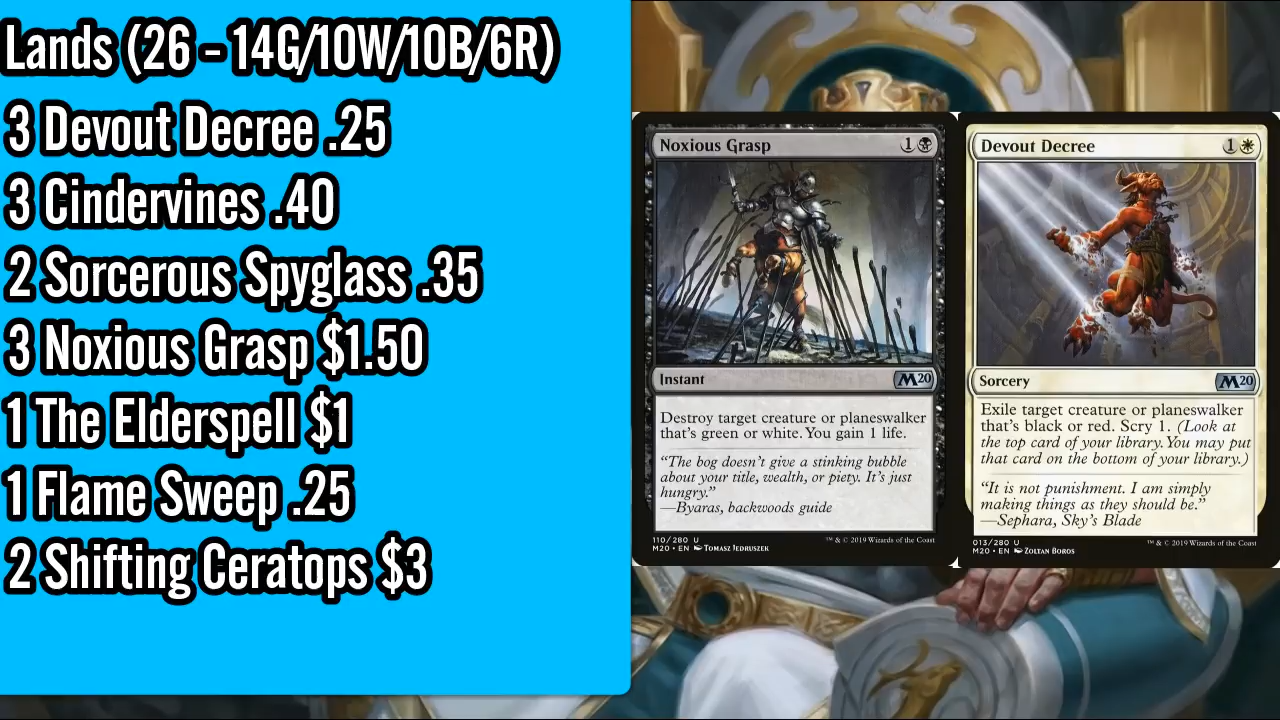 Lands (26 - 14G/10W/10B/6R)
3 Devout Decree .25
3 Cindervines .40
2 Sorcerous Spyglass .35
3 Noxious Grasp $1.50
1 The Elderspell $1
1 Flame Sweep .25
2 Shifting Ceratops $3
Noxious Grasp 1
Instant
M20
Destroy target creature or planeswalker
that's green or white. You gain 1 life.
“The bog doesn't give a stinking bubble
about your title, wealth, or piety. It's just
hungry.”
—Byaras, backwoods guide
110/280 U
M20 • EN Tomasz Jedruszek
™ & © 2019 Wizards of the Coast
Devout Decree 1
Sorcery
M20
Exile target creature or planeswalker
that's black or red. Scry 1. (Look at
the top card of your library. You may put
that card on the bottom of your library.)
“It is not punishment. I am simply
making things as they should be.”
—Sephara, Sky's Blade
013/280 U
M20 • EN Zoltan Boros
™ & © 2019 Wizards of the Coast